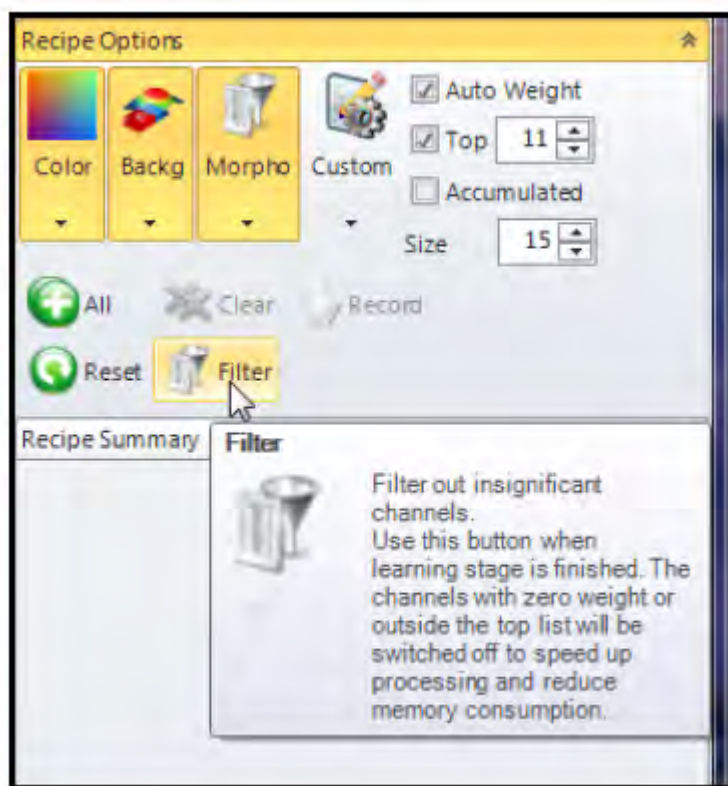 Recipe Options
Color Backg Morpho Custom
Auto Weight
Top 11
Accumulated
Size 15
All Clear Record
Reset Filter
Recipe Summary
Filter
Filter out insignificant
channels.
Use this button when
learning stage is finished. The
channels with zero weight or
outside the top list will be
switched off to speed up
processing and reduce
memory consumption.